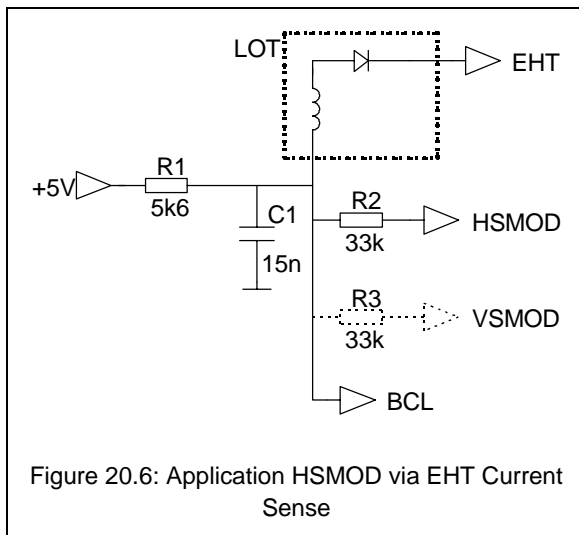 LOT
EHT
+5V
R1
5k6
C1
15n
R2
33k
HSMOD
R3
33k
VSMOD
BCL
Figure 20.6: Application HSMOD via EHT Current
Sense